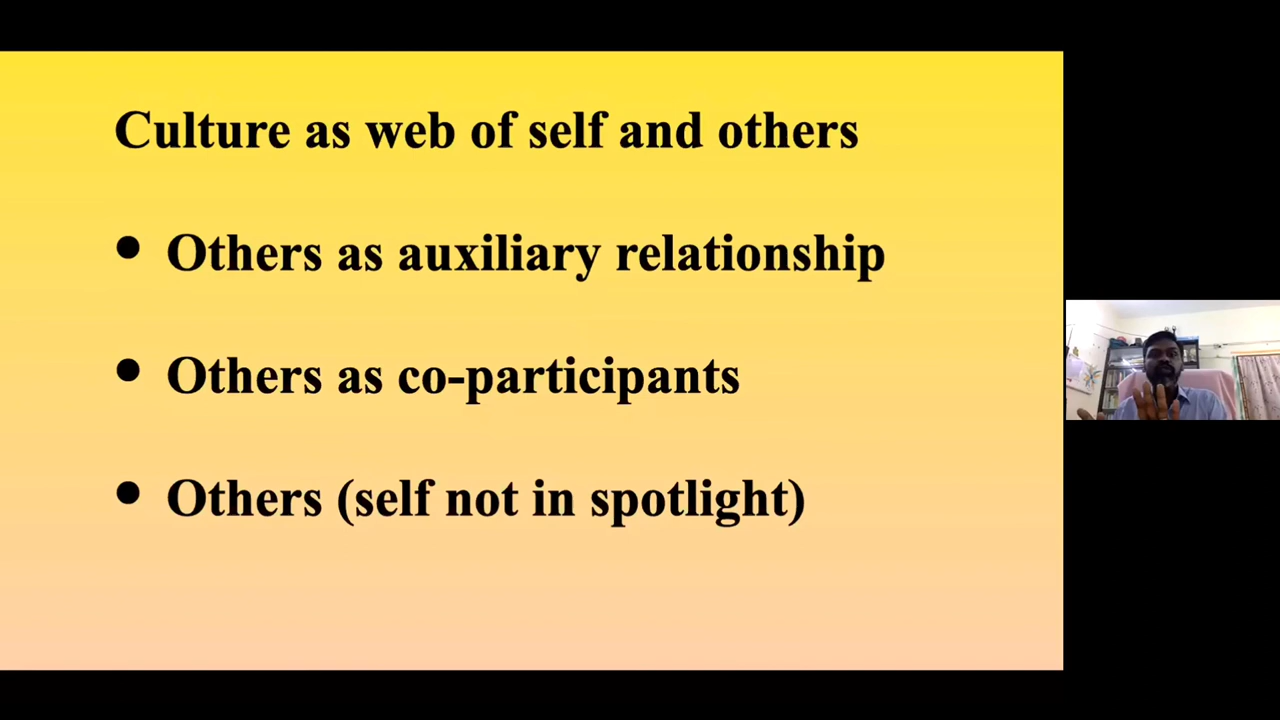 Culture as web of self and others
• Others as auxiliary relationship
• Others as co-participants
• Others (self not in spotlight)